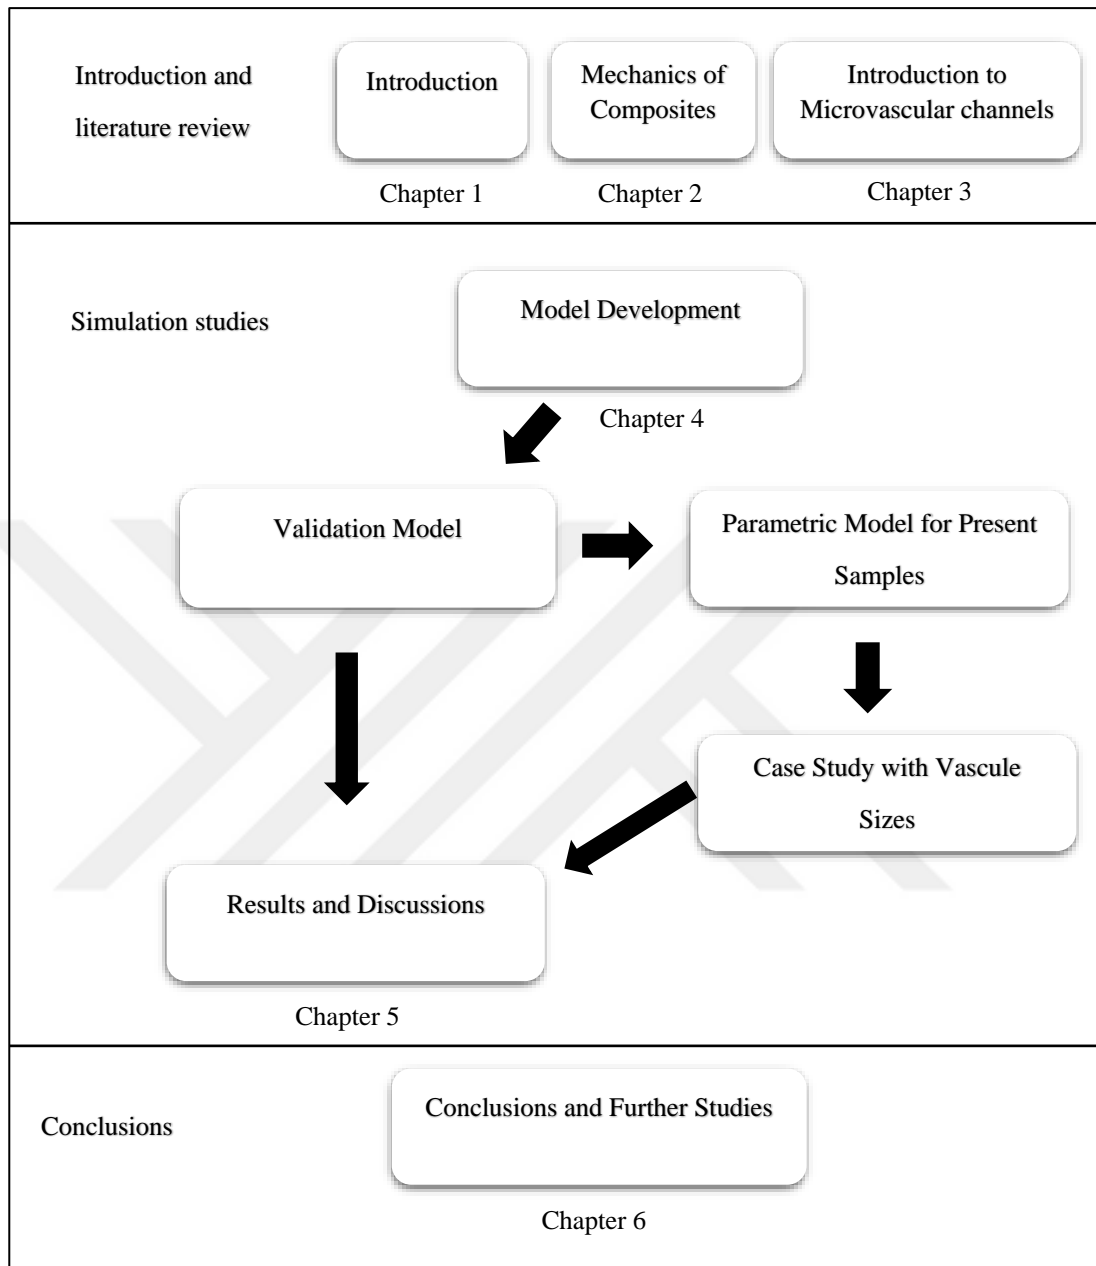 Introduction and
literature review
Introduction
Chapter 1
Mechanics of
Composites
Chapter 2
Introduction to
Microvascular channels
Chapter 3
Simulation studies
Model Development
Chapter 4
Validation Model
Parametric Model for Present
Samples
Case Study with Vascule
Sizes
Results and Discussions
Chapter 5
Conclusions
Conclusions and Further Studies
Chapter 6